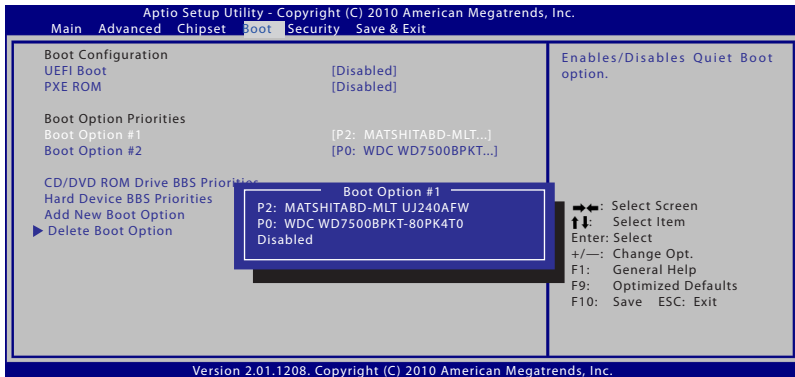 Aptio Setup Utility - Copyright (C) 2010 American Megatrends, Inc.
Main Advanced Chipset Boot Security Save & Exit
Boot Configuration
UEFI Boot [Disabled]
PXE ROM [Disabled]
Boot Option Priorities
Boot Option #1 [P2: MATSHITABD-MLT...]
Boot Option #2 [P0: WDC WD7500BPKT...]
CD/DVD ROM Drive BBS Priorities
Hard Device BBS Priorities
Add New Boot Option
Delete Boot Option
Boot Option #1
P2: MATSHITABD-MLT UJ240AFW
P0: WDC WD7500BPKT-80PK4T0
Disabled
Enables/Disables Quiet Boot
option.
→←: Select Screen
↑↓: Select Item
Enter: Select
+/—: Change Opt.
F1: General Help
F9: Optimized Defaults
F10: Save ESC: Exit
Version 2.01.1208. Copyright (C) 2010 American Megatrends, Inc.